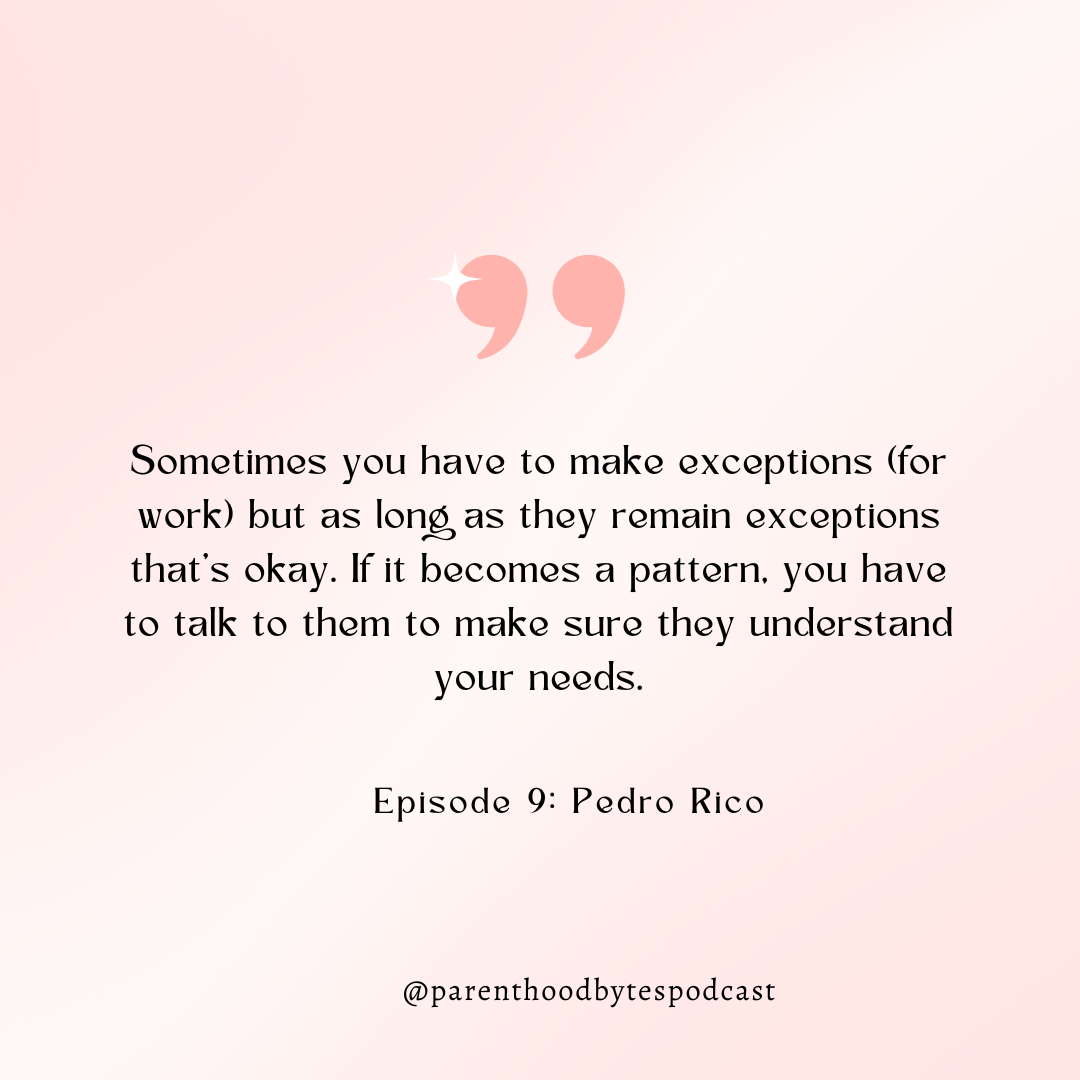 Sometimes you have to make exceptions (for
work) but as long as they remain exceptions
that's okay. If it becomes a pattern, you have
to talk to them to make sure they understand
your needs.
Episode 9: Pedro Rico
@parenthoodbytespodcast